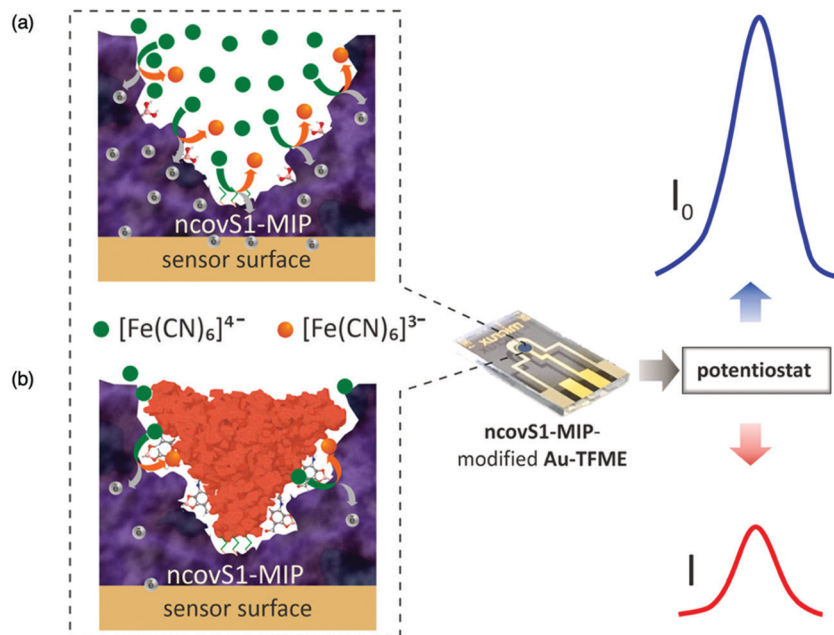 (a)
ncovS1-MIP
sensor surface
[Fe(CN)₆]⁴⁻ [Fe(CN)₆]³⁻
(b)
ncovS1-MIP
sensor surface
ncovS1-MIP-
modified Au-TFME
potentiostat
I₀
I